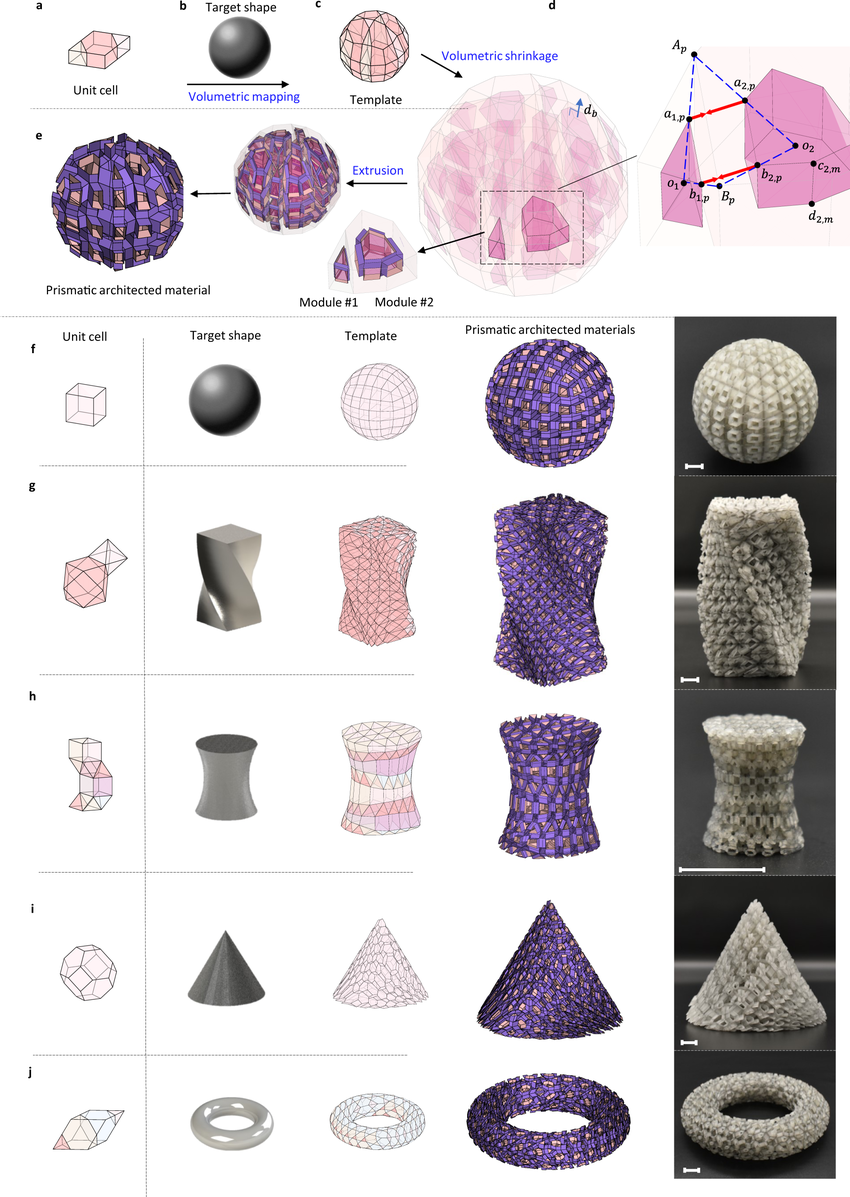 a
Unit cell
b
Target shape
Volumetric mapping
c
Template
Volumetric shrinkage
d_b
d
A_p
a_{1,p}
a_{2,p}
o_1
b_{1,p}
B_p
b_{2,p}
o_2
c_{2,m}
d_{2,m}
e
Extrusion
Prismatic architected material
Module #1
Module #2
Unit cell
Target shape
Template
Prismatic architected materials
f
g
h
i
j